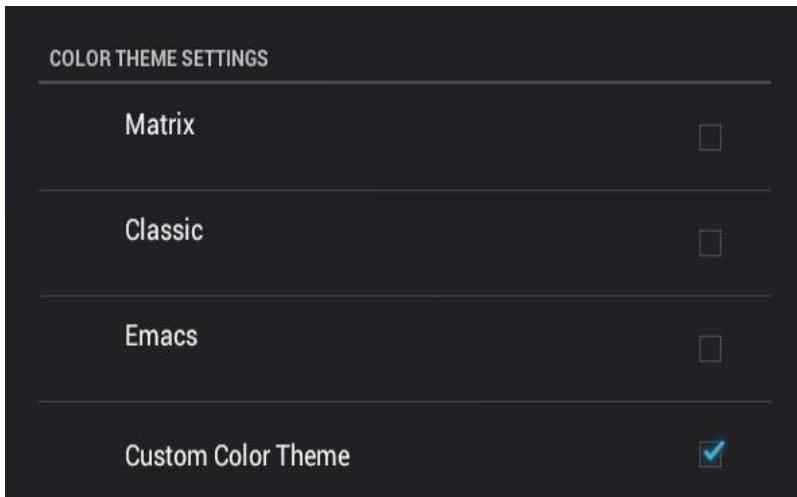 COLOR THEME SETTINGS
Matrix
Classic
Emacs
Custom Color Theme